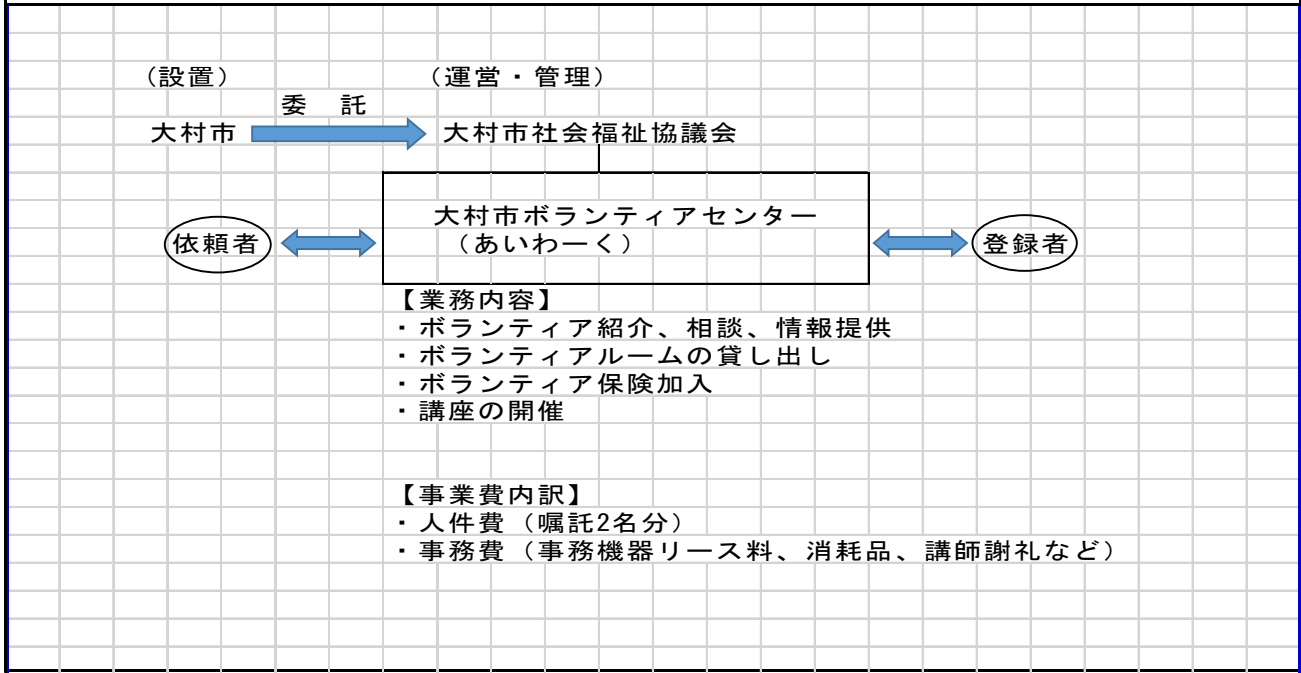 （設置）
（運営・管理）
委　託
大村市
大村市社会福祉協議会
大村市ボランティアセンター
（あいわーく）
依頼者
登録者
【業務内容】
・ボランティア紹介、相談、情報提供
・ボランティアルームの貸し出し
・ボランティア保険加入
・講座の開催
【事業費内訳】
・人件費（嘱託2名分）
・事務費（事務機器リース料、消耗品、講師謝礼など）